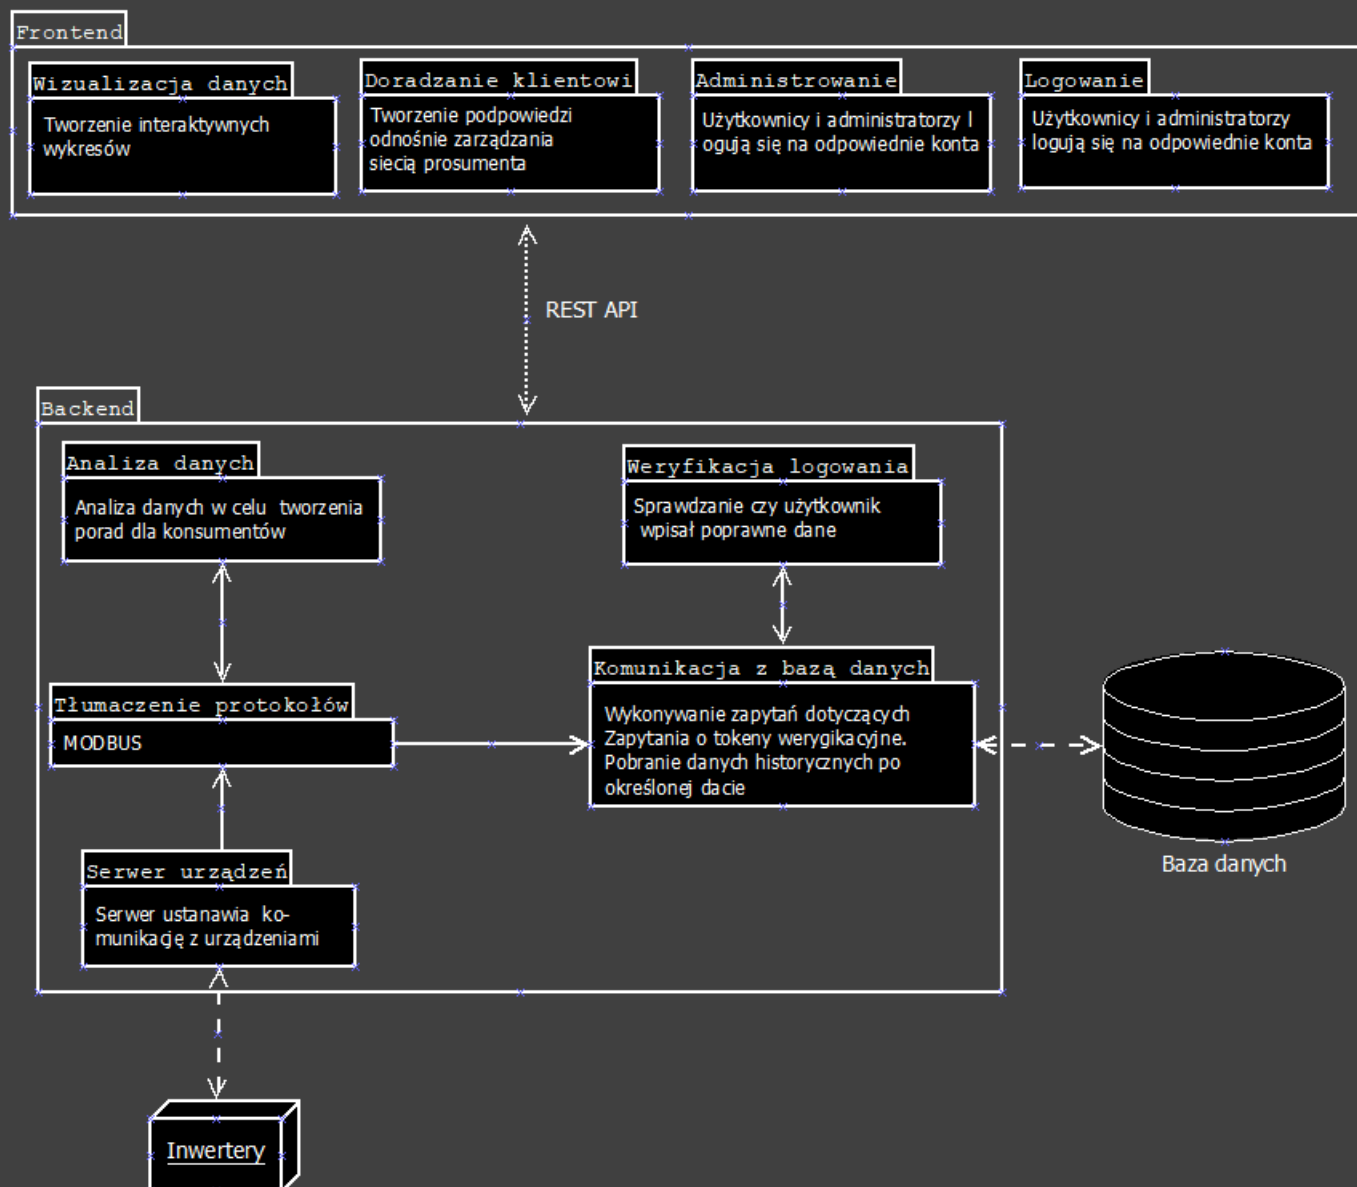 Frontend
Wizualizacja danych
Tworzenie interaktywnych
wykresów
Doradzanie klientowi
Tworzenie podpowiedzi
odnośnie zarządzania
siecią prosumenta
Administrowanie
Użytkownicy i administratorzy l
ogują się na odpowiednie konta
Logowanie
Użytkownicy i administratorzy
logują się na odpowiednie konta
REST API
Backend
Analiza danych
Analiza danych w celu tworzenia
porad dla konsumentów
Weryfikacja logowania
Sprawdzanie czy użytkownik
wpisał poprawne dane
Tłumaczenie protokołów
MODBUS
Komunikacja z bazą danych
Wykonywanie zapytań dotyczących
Zapytania o tokeny werygikacyjne.
Pobranie danych historycznych po
określonej dacie
Baza danych
Serwer urządzeń
Serwer ustanawia ko-
munikację z urządzeniami
Inwertery